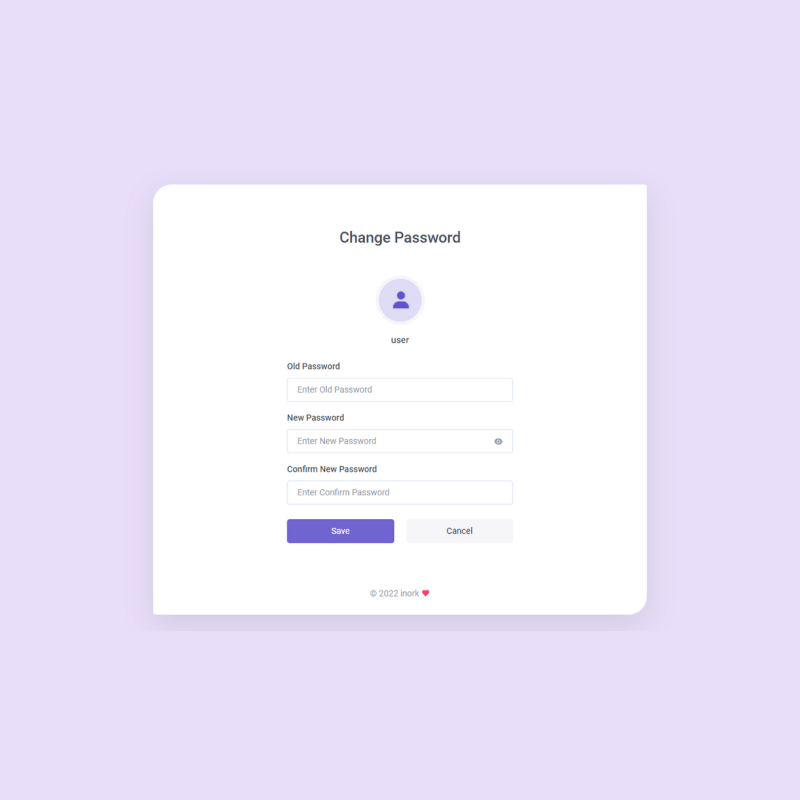 Change Password
user
Old Password
Enter Old Password
New Password
Enter New Password
Confirm New Password
Enter Confirm Password
Save
Cancel
© 2022 inork